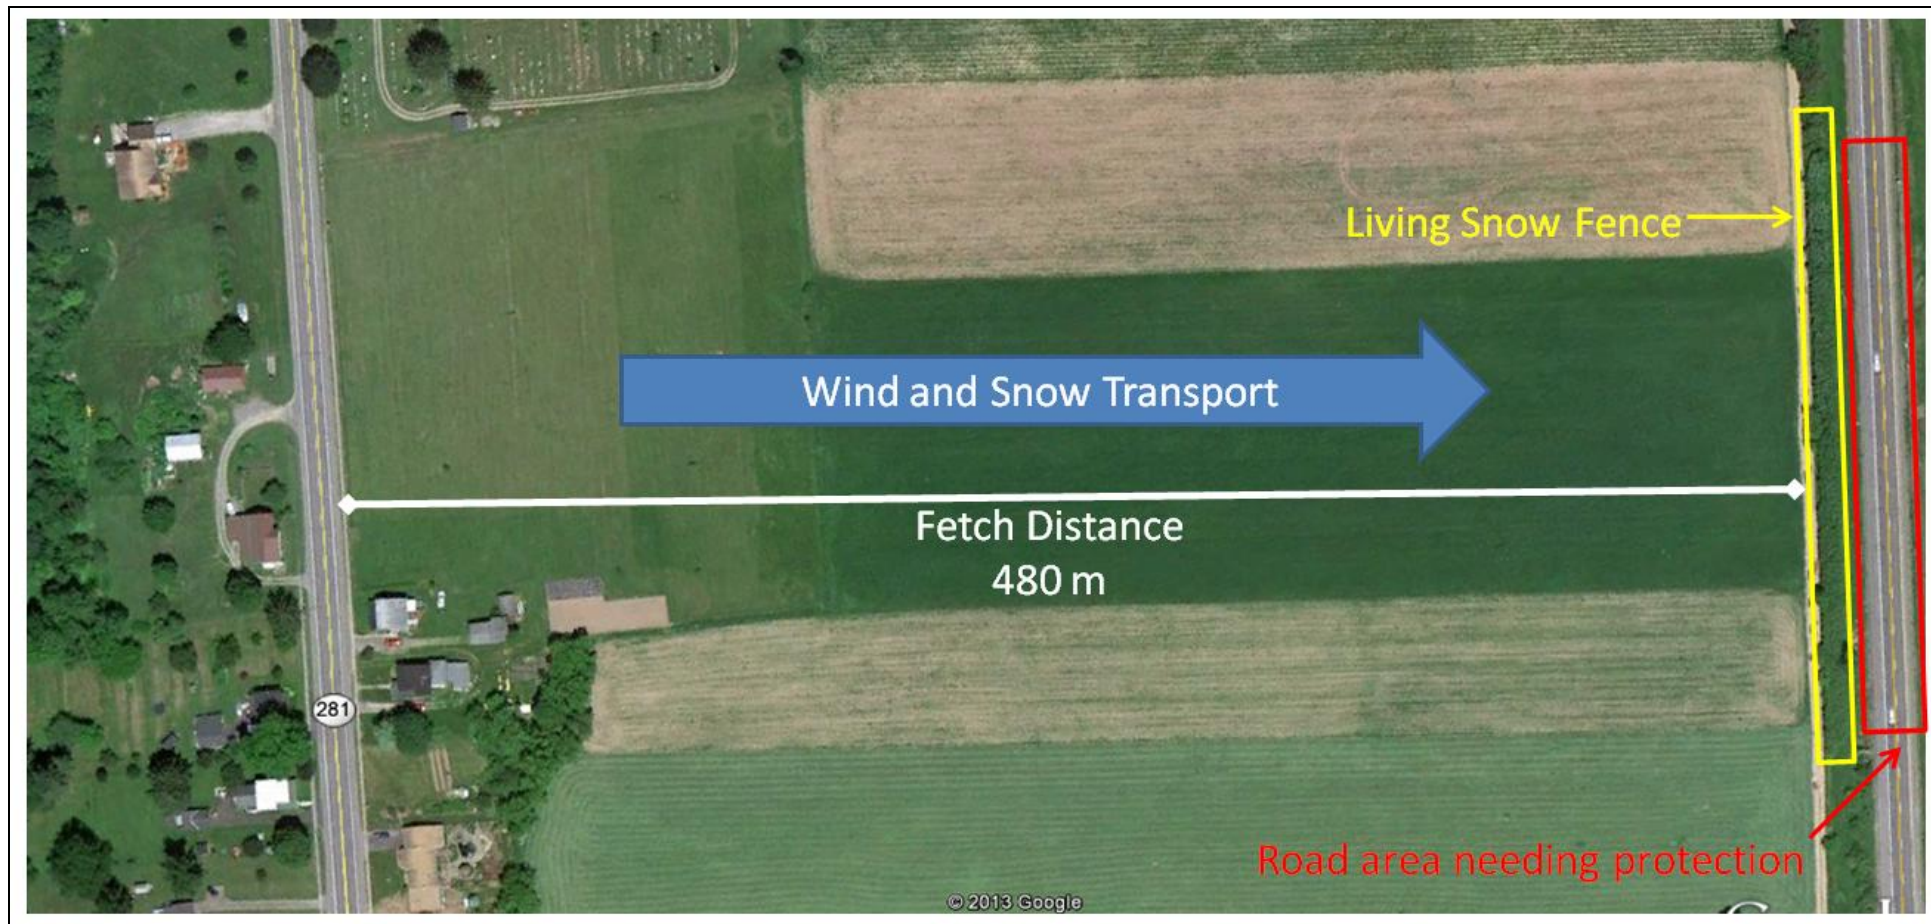 Living Snow Fence
Wind and Snow Transport
Fetch Distance
480 m
281
Road area needing protection
© 2013 Google